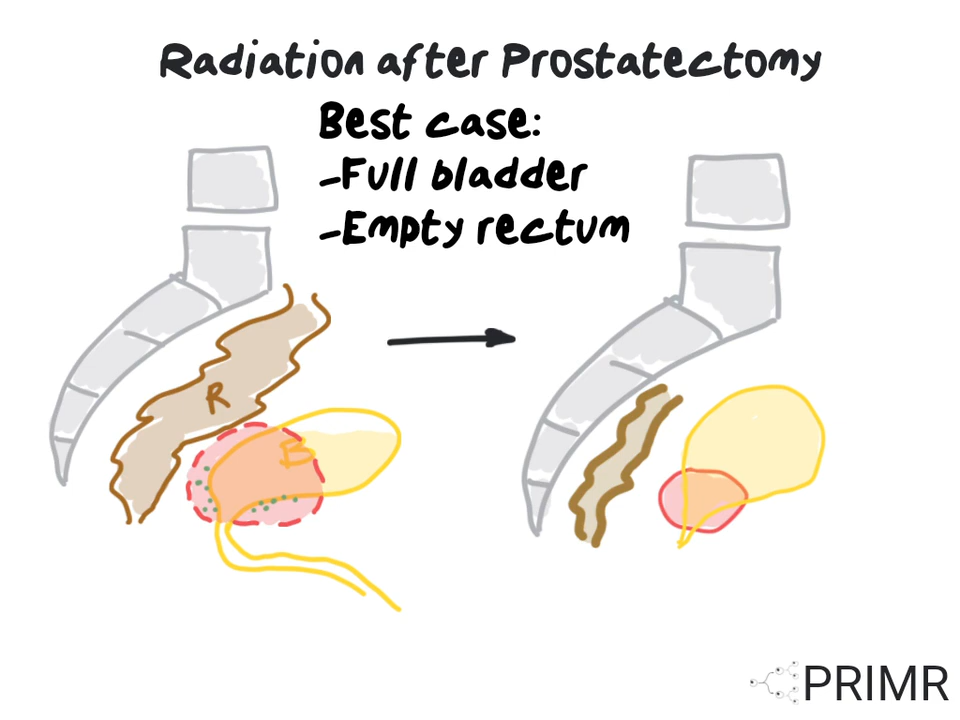 Radiation after Prostatectomy
Best case:
-Full bladder
-Empty rectum
R
B
PRIMR